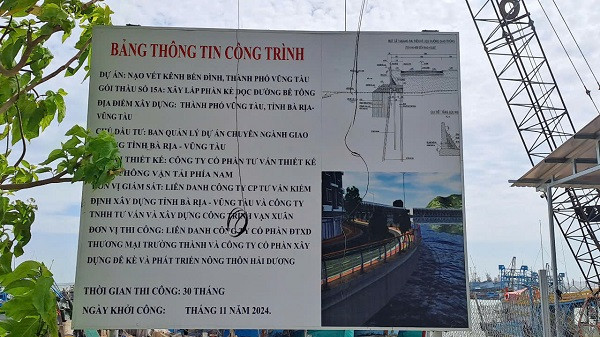 BẢNG THÔNG TIN CÔNG TRÌNH
DỰ ÁN: NẠO VÉT KÊNH BẾN ĐÌNH, THÀNH PHỐ VŨNG TÀU
GÓI THẦU SỐ 15A: XÂY LẮP PHẦN KÈ DỌC ĐƯỜNG BÊ TÔNG
ĐỊA ĐIỂM XÂY DỰNG: THÀNH PHỐ VŨNG TÀU, TỈNH BÀ RỊA-
VŨNG TÀU
CHỦ ĐẦU TƯ: BAN QUẢN LÝ DỰ ÁN CHUYÊN NGÀNH GIAO
TỈNH BÀ RỊA - VŨNG TÀU
THIẾT KẾ: CÔNG TY CỔ PHẦN TƯ VẤN THIẾT KẾ
THÔNG VẬN TẢI PHÍA NAM
ĐƠN VỊ GIÁM SÁT: LIÊN DANH CÔNG TY CP TƯ VẤN KIỂM
ĐỊNH XÂY DỰNG TỈNH BÀ RỊA - VŨNG TÀU VÀ CÔNG TY
TNHH TƯ VẤN VÀ XÂY DỰNG CÔNG TRÌNH VẠN XUÂN
ĐƠN VỊ THI CÔNG: LIÊN DANH CÔNG TY CỔ PHẦN ĐTXD
THƯƠNG MẠI TRƯỜNG THÀNH VÀ CÔNG TY CỔ PHẦN XÂY
DỰNG ĐÊ KÈ VÀ PHÁT TRIỂN NÔNG THÔN HẢI DƯƠNG
THỜI GIAN THI CÔNG: 30 THÁNG
NGÀY KHỞI CÔNG: THÁNG 11 NĂM 2024.